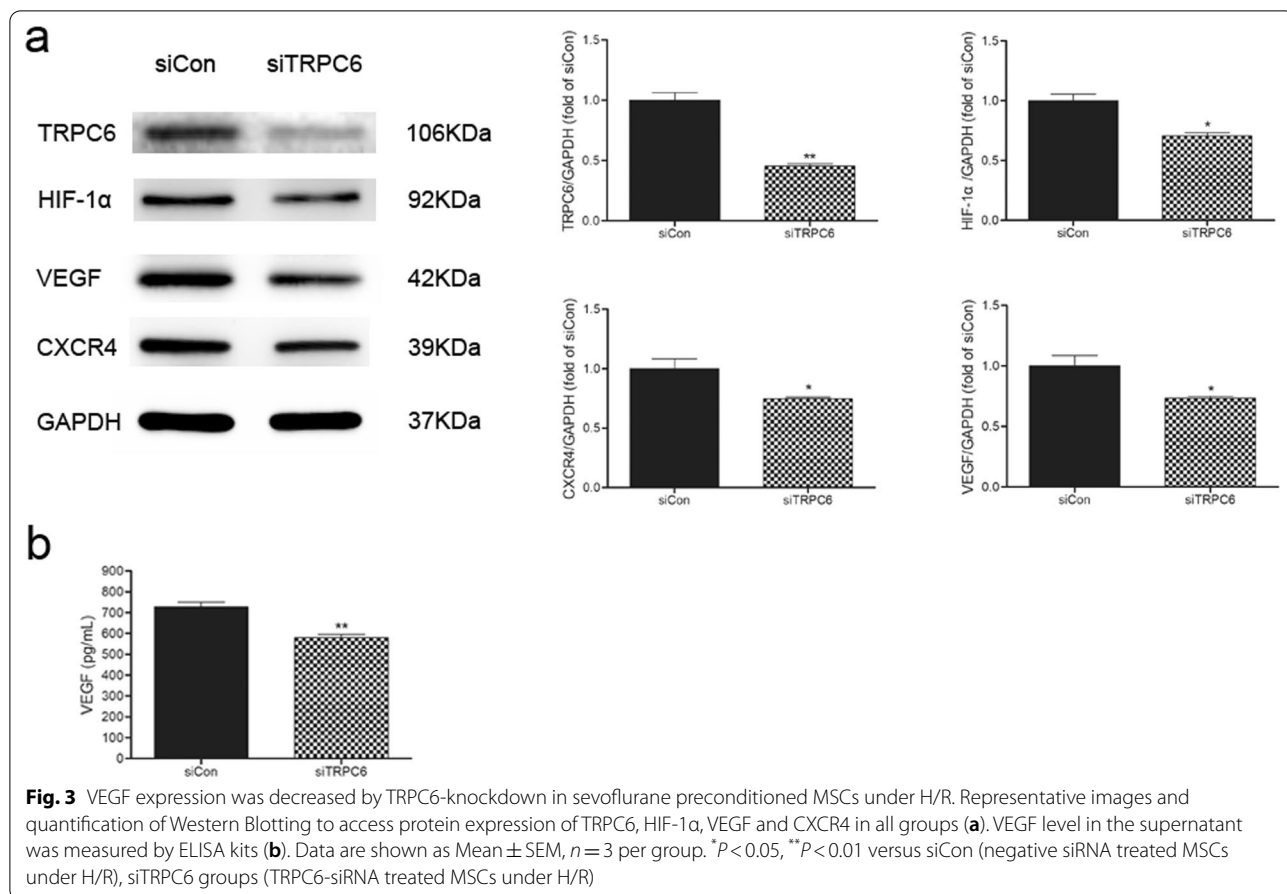 a
siCon siTRPC6
TRPC6 106KDa
HIF-1α 92KDa
VEGF 42KDa
CXCR4 39KDa
GAPDH 37KDa
TRPC6/GAPDH (fold of siCon)
1.5
1.0
0.5
0.0
**
siCon siTRPC6
HIF-1α /GAPDH (fold of siCon)
1.5
1.0
0.5
0.0
*
siCon siTRPC6
CXCR4/GAPDH (fold of siCon)
1.5
1.0
0.5
0.0
*
siCon siTRPC6
VEGF/GAPDH (fold of siCon)
1.5
1.0
0.5
0.0
*
siCon siTRPC6
b
VEGF (pg/mL)
900
800
700
600
500
400
300
200
100
0
**
siCon siTRPC6
Fig. 3 VEGF expression was decreased by TRPC6-knockdown in sevoflurane preconditioned MSCs under H/R. Representative images and
quantification of Western Blotting to access protein expression of TRPC6, HIF-1α, VEGF and CXCR4 in all groups (a). VEGF level in the supernatant
was measured by ELISA kits (b). Data are shown as Mean ± SEM, n = 3 per group. *P < 0.05, **P < 0.01 versus siCon (negative siRNA treated MSCs
under H/R), siTRPC6 groups (TRPC6-siRNA treated MSCs under H/R)